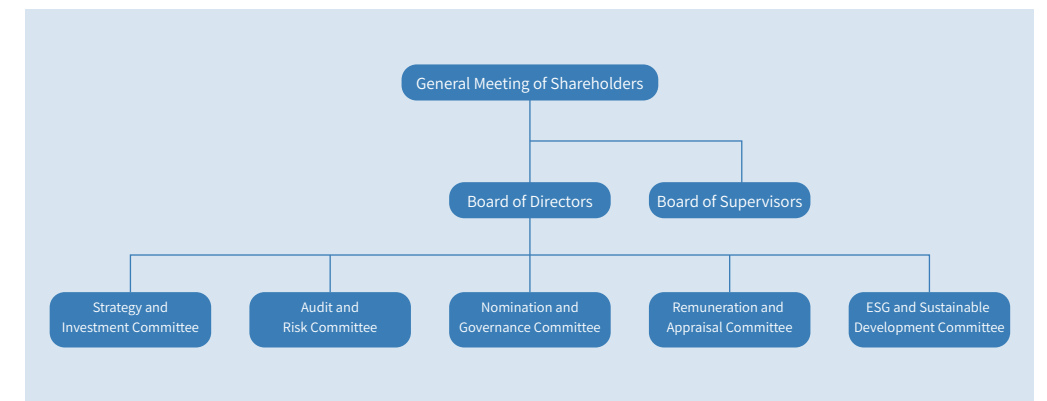 General Meeting of Shareholders
Board of Directors
Board of Supervisors
Strategy and
Investment Committee
Audit and
Risk Committee
Nomination and
Governance Committee
Remuneration and
Appraisal Committee
ESG and Sustainable
Development Committee